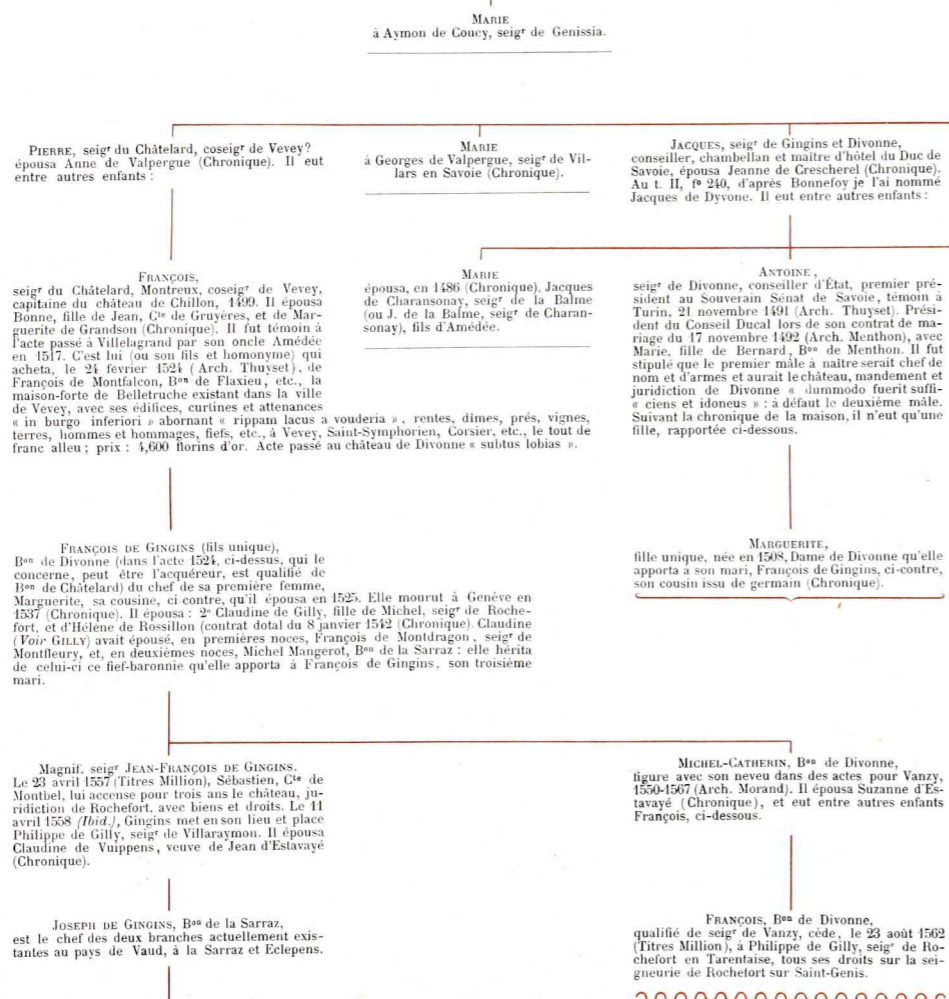 MARIE
à Aymon de Coucy, seigʳ de Genissia.
PIERRE, seigʳ du Châtelard, coseigʳ de Vevey?
épousa Anne de Valpergue (Chronique). Il eut
entre autres enfants :
MARIE
à Georges de Valpergue, seigʳ de Vil-
lars en Savoie (Chronique).
JACQUES, seigʳ de Gingins et Divonne,
conseiller, chambellan et maître d'hôtel du Duc de
Savoie, épousa Jeanne de Crescherel (Chronique).
Au t. II, fº 240, d'après Bonnefoy je l'ai nommé
Jacques de Dyvone. Il eut entre autres enfants :
FRANÇOIS,
seigʳ du Châtelard, Montreux, coseigʳ de Vevey,
capitaine du château de Chillon, 1499. Il épousa
Bonne, fille de Jean, Cᵗᵉ de Gruyères, et de Mar-
guerite de Grandson (Chronique). Il fut témoin à
l'acte passé à Villelagrand par son oncle Amédée
en 1517. C'est lui (ou son fils et homonyme) qui
acheta, le 24 février 1524 (Arch. Thuyset), de
François de Montfalcon, Bᵒⁿ de Flaxieu, etc., la
maison-forte de Belletruche existant dans la ville
de Vevey, avec ses édifices, curtines et attenances
« in burgo inferiori » abornant « rippam lacus a vouderia », rentes, dîmes, prés, vignes,
terres, hommes et hommages, fiefs, etc., à Vevey, Saint-Symphorien, Corsier, etc., le tout de
franc alleu ; prix : 4,600 florins d'or. Acte passé au château de Divonne « subtus lobias ».
MARIE
épousa, en 1486 (Chronique), Jacques
de Charansonay, seigʳ de la Balme
(ou J. de la Balme, seigʳ de Charan-
sonay), fils d'Amédée.
ANTOINE,
seigʳ de Divonne, conseiller d'État, premier pré-
sident au Souverain Sénat de Savoie, témoin à
Turin, 21 novembre 1491 (Arch. Thuyset). Prési-
dent du Conseil Ducal lors de son contrat de ma-
riage du 17 novembre 1492 (Arch. Menthon), avec
Marie, fille de Bernard, Bᵒⁿ de Menthon. Il fut
stipulé que le premier mâle à naître serait chef de
nom et d'armes et aurait le château, mandement et
juridiction de Divonne « dummodo fuerit suffi-
« ciens et idoneus » : à défaut le deuxième mâle.
Suivant la chronique de la maison, il n'eut qu'une
fille, rapportée ci-dessous.
FRANÇOIS DE GINGINS (fils unique),
Bᵒⁿ de Divonne (dans l'acte 1524, ci-dessus, qui le
concerne, peut être l'acquéreur, est qualifié de
Bᵒⁿ de Châtelard) du chef de sa première femme,
Marguerite, sa cousine, ci-contre, qu'il épousa en 1525. Elle mourut à Genève en
1537 (Chronique). Il épousa : 2º Claudine de Gilly, fille de Michel, seigʳ de Roche-
fort, et d'Hélène de Rossillon (contrat dotal du 8 janvier 1542 (Chronique). Claudine
(Voir GILLY) avait épousé, en premières noces, François de Montdragon, seigʳ de
Montfleury, et, en deuxièmes noces, Michel Mangerot, Bᵒⁿ de la Sarraz : elle hérita
de celui-ci ce fief-baronnie qu'elle apporta à François de Gingins, son troisième
mari.
MARGUERITE,
fille unique, née en 1508, Dame de Divonne qu'elle
apporta à son mari, François de Gingins, ci-contre,
son cousin issu de germain (Chronique).
Magnif. seigʳ JEAN-FRANÇOIS DE GINGINS.
Le 23 avril 1557 (Titres Million), Sébastien, Cᵗᵉ de
Montbel, lui accense pour trois ans le château, ju-
ridiction de Rochefort, avec biens et droits. Le 11
avril 1558 (Ibid.), Gingins met en son lieu et place
Philippe de Gilly, seigʳ de Villaraymon. Il épousa
Claudine de Vuippens, veuve de Jean d'Estavayé
(Chronique).
MICHEL-CATHERIN, Bᵒⁿ de Divonne,
figure avec son neveu dans des actes pour Vanzy,
1550-1567 (Arch. Morand). Il épousa Suzanne d'Es-
tavayé (Chronique), et eut entre autres enfants
François, ci-dessous.
JOSEPH DE GINGINS, Bᵒⁿ de la Sarraz,
est le chef des deux branches actuellement exis-
tantes au pays de Vaud, à la Sarraz et Eclepens.
FRANÇOIS, Bᵒⁿ de Divonne,
qualifié de seigʳ de Vanzy, cède, le 23 août 1562
(Titres Million), à Philippe de Gilly, seigʳ de Ro-
chefort en Tarentaise, tous ses droits sur la sei-
gneurie de Rochefort sur Saint-Genis.